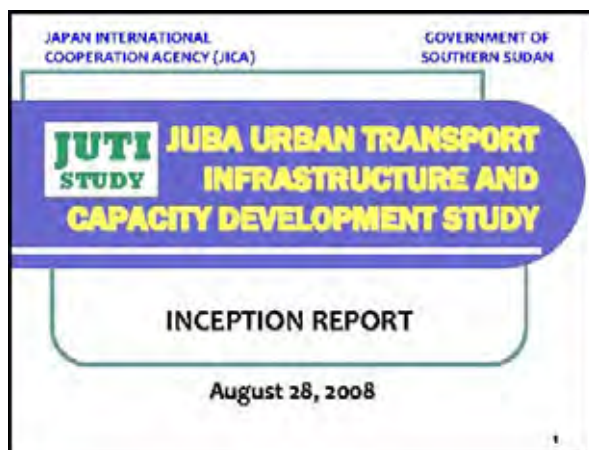 JAPAN INTERNATIONAL
COOPERATION AGENCY (JICA)
GOVERNMENT OF
SOUTHERN SUDAN
JUTI
STUDY
JUBA URBAN TRANSPORT
INFRASTRUCTURE AND
CAPACITY DEVELOPMENT STUDY
INCEPTION REPORT
August 28, 2008
1